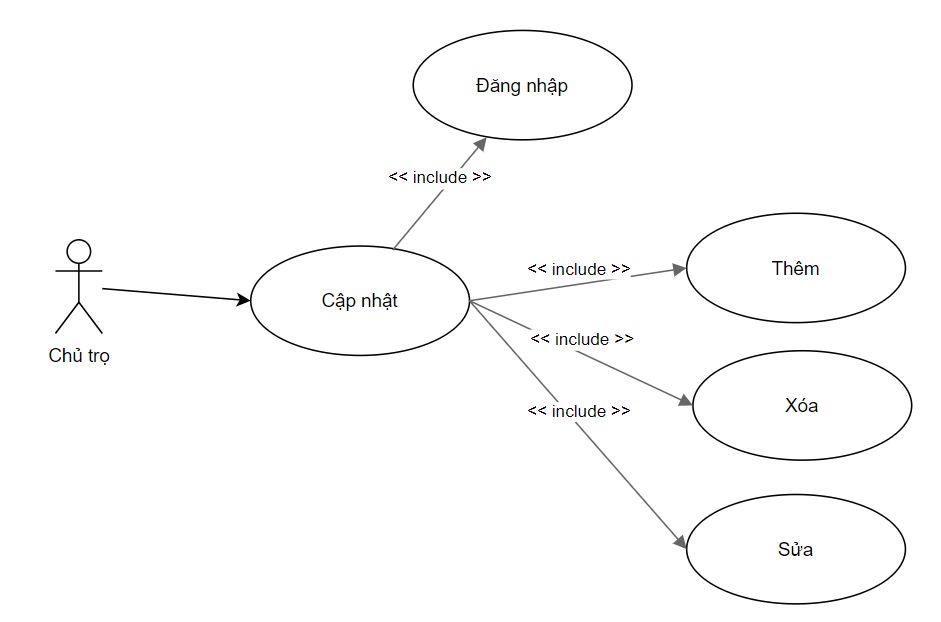 Đăng nhập
<< include >>
Thêm
<< include >>
Cập nhật
<< include >>
Chủ trọ
Xóa
<< include >>
Sửa